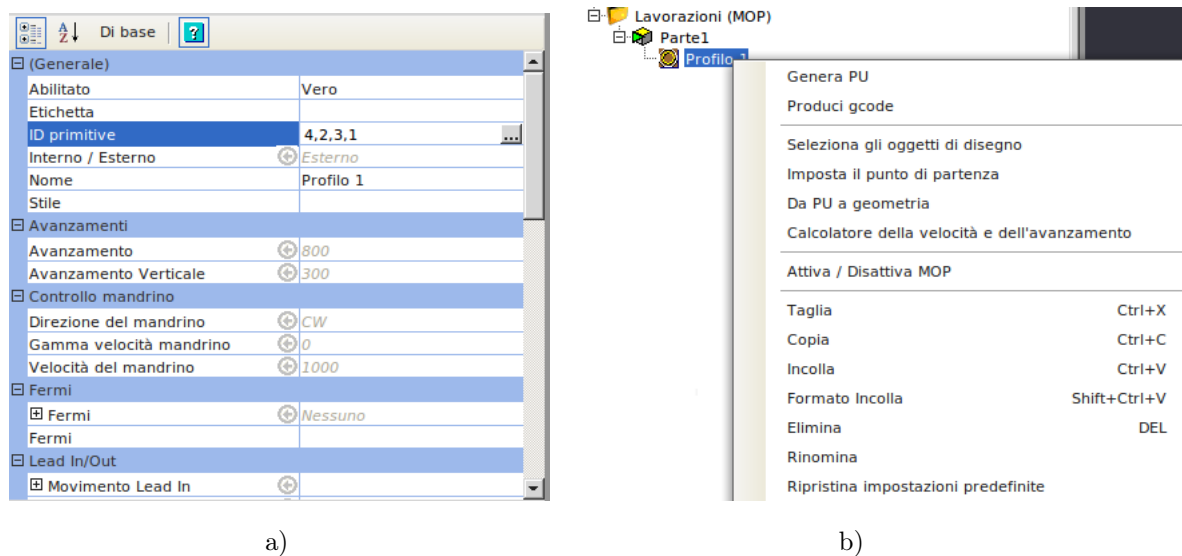 Di base
(Generale)
Abilitato Vero
Etichetta
ID primitive 4,2,3,1 ...
Interno / Esterno Esterno
Nome Profilo 1
Stile
Avanzamenti
Avanzamento 800
Avanzamento Verticale 300
Controllo mandrino
Direzione del mandrino CW
Gamma velocità mandrino 0
Velocità del mandrino 1000
Fermi
Fermi Nessuno
Fermi
Lead In/Out
Movimento Lead In
a)
Lavorazioni (MOP)
Parte1
Profilo 1
Genera PU
Produci gcode
Seleziona gli oggetti di disegno
Imposta il punto di partenza
Da PU a geometria
Calcolatore della velocità e dell'avanzamento
Attiva / Disattiva MOP
Taglia Ctrl+X
Copia Ctrl+C
Incolla Ctrl+V
Formato Incolla Shift+Ctrl+V
Elimina DEL
Rinomina
Ripristina impostazioni predefinite
b)